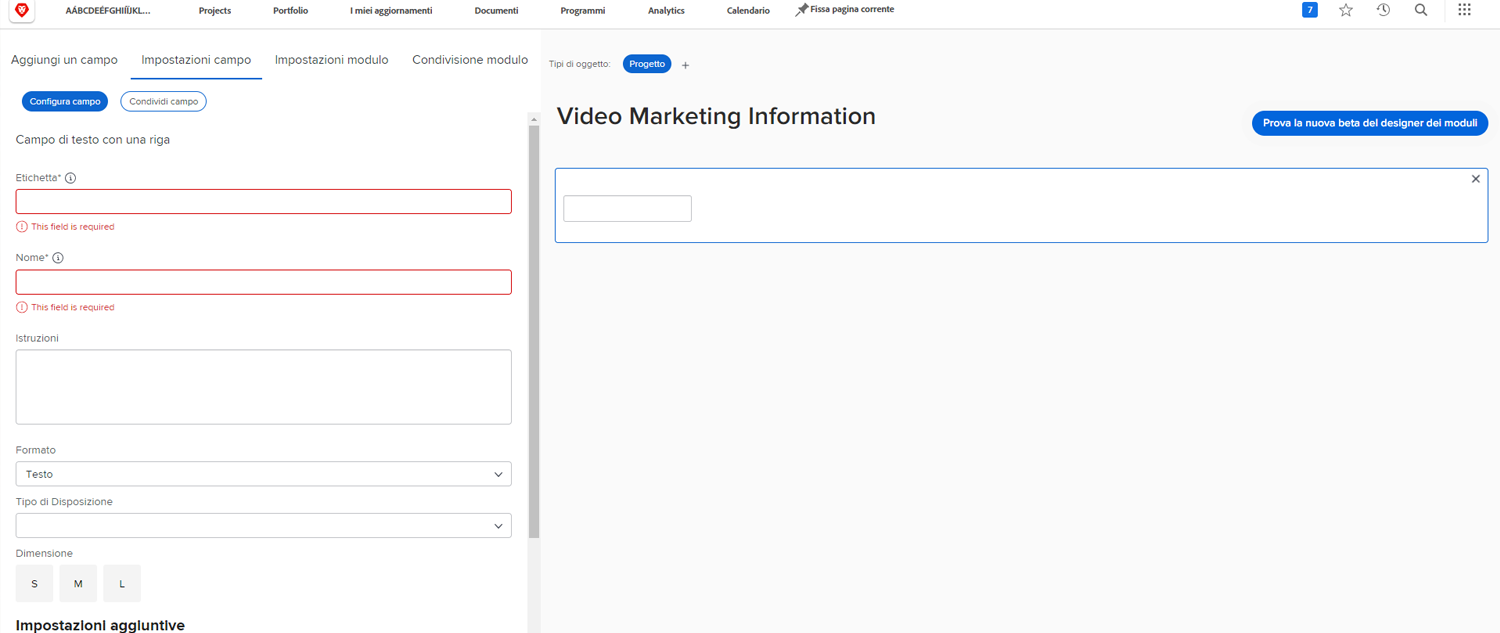 AÁBCDEÉFGHIÍJKL... Projects Portfolio I miei aggiornamenti Documenti Programmi Analytics Calendario Fissa pagina corrente 7
Aggiungi un campo Impostazioni campo Impostazioni modulo Condivisione modulo
Tipi di oggetto: Progetto +
Configura campo Condividi campo
Video Marketing Information
Prova la nuova beta del designer dei moduli
Campo di testo con una riga
Etichetta*
This field is required
Nome*
This field is required
Istruzioni
Formato
Testo
Tipo di Disposizione
Dimensione
S M L
Impostazioni aggiuntive